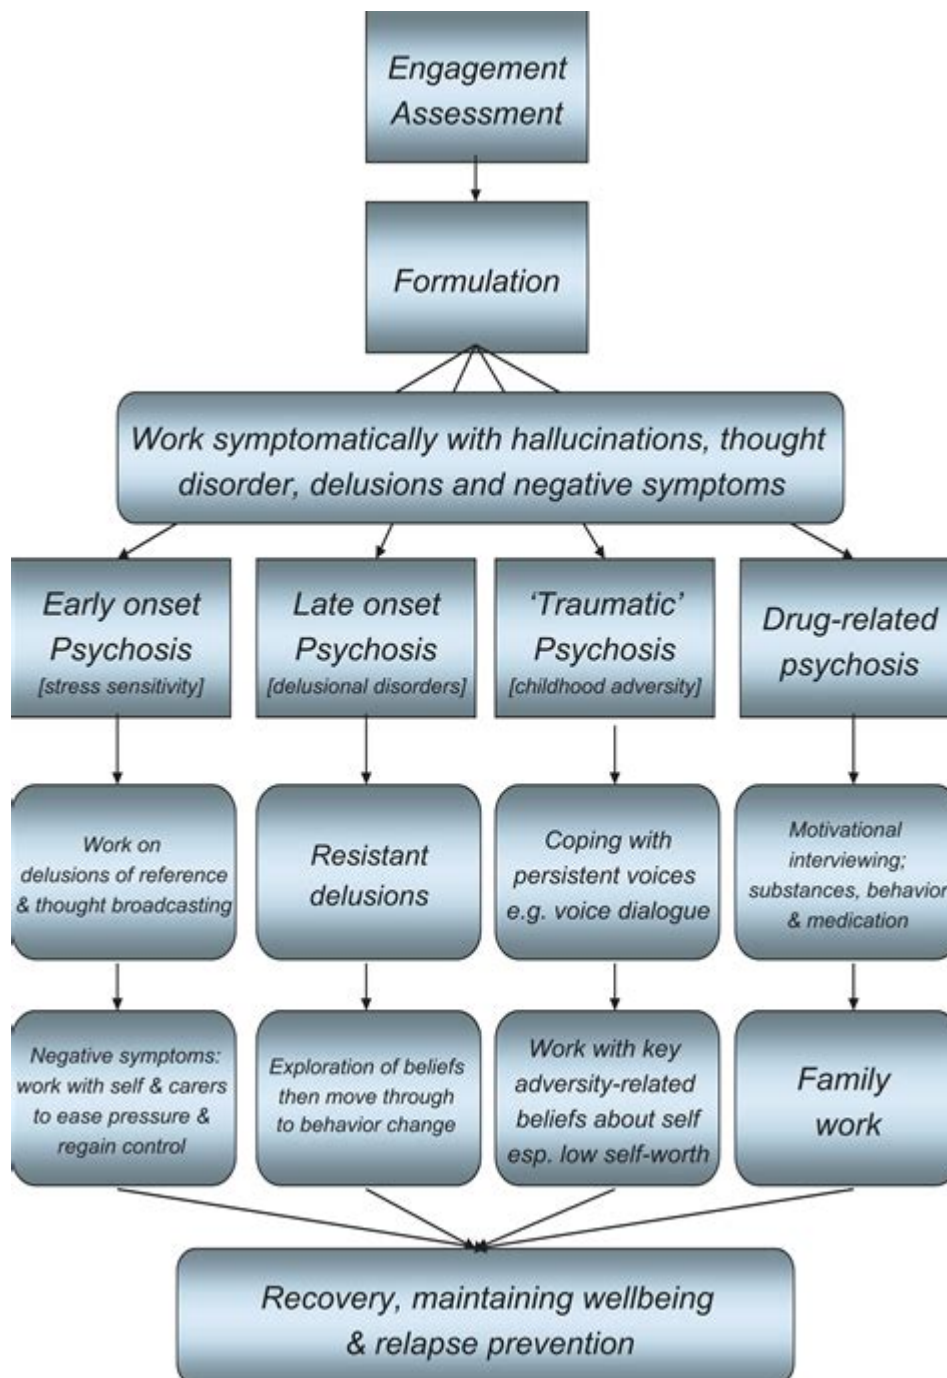 Engagement
Assessment
Formulation
Work symptomatically with hallucinations, thought
disorder, delusions and negative symptoms
Early onset
Psychosis
[stress sensitivity]
Late onset
Psychosis
[delusional disorders]
‘Traumatic’
Psychosis
[childhood adversity]
Drug-related
psychosis
Work on
delusions of reference
& thought broadcasting
Resistant
delusions
Coping with
persistent voices
e.g. voice dialogue
Motivational
interviewing;
substances, behavior
& medication
Negative symptoms:
work with self & carers
to ease pressure &
regain control
Exploration of beliefs
then move through
to behavior change
Work with key
adversity-related
beliefs about self
esp. low self-worth
Family
work
Recovery, maintaining wellbeing
& relapse prevention